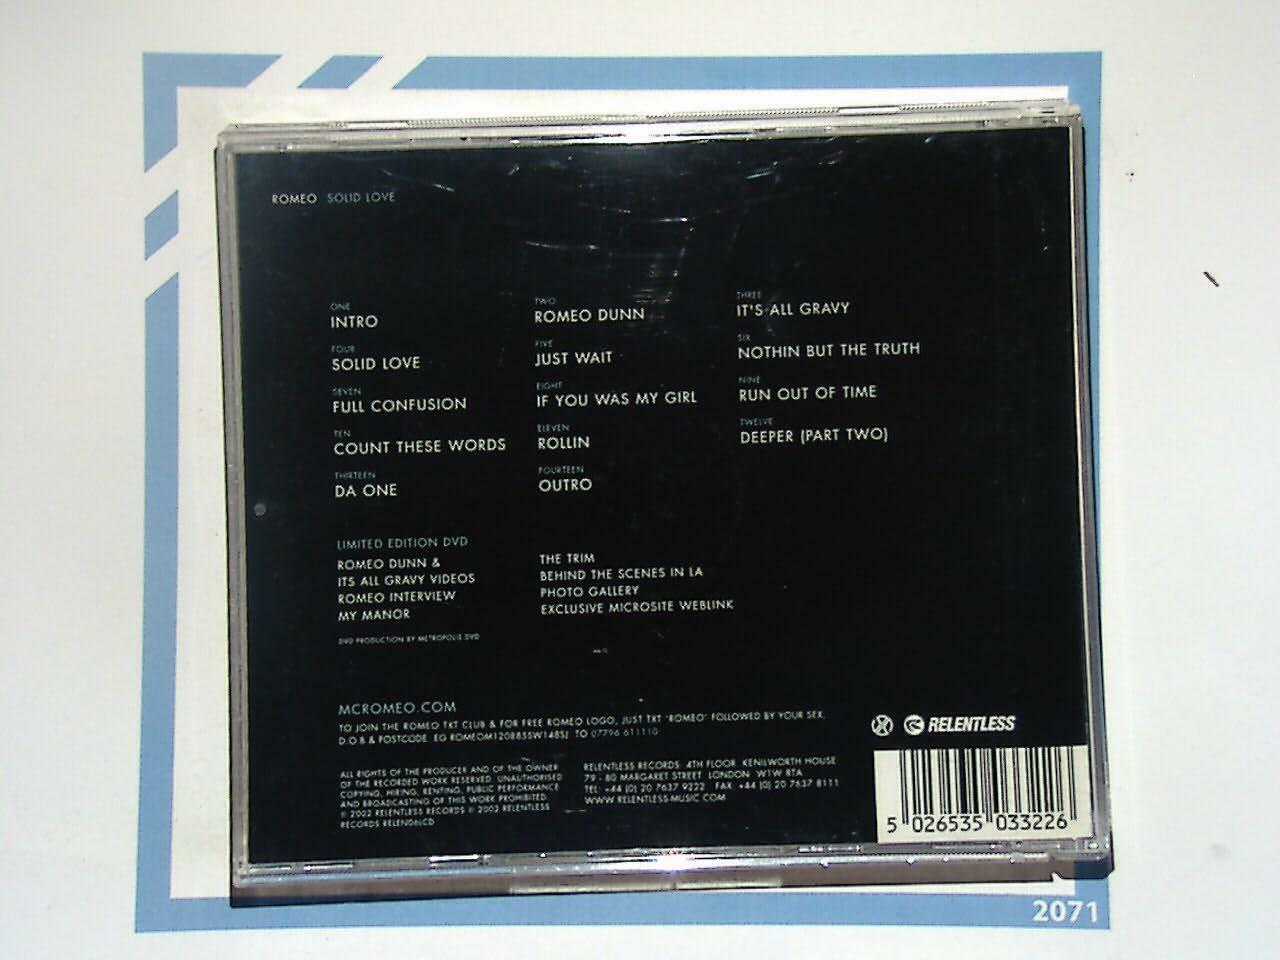 ROMEO SOLID LOVE
ONE
INTRO
TWO
ROMEO DUNN
THREE
IT'S ALL GRAVY
FOUR
SOLID LOVE
FIVE
JUST WAIT
SIX
NOTHIN BUT THE TRUTH
SEVEN
FULL CONFUSION
EIGHT
IF YOU WAS MY GIRL
NINE
RUN OUT OF TIME
TEN
COUNT THESE WORDS
ELEVEN
ROLLIN
TWELVE
DEEPER (PART TWO)
THIRTEEN
DA ONE
FOURTEEN
OUTRO
LIMITED EDITION DVD
ROMEO DUNN &
ITS ALL GRAVY VIDEOS
ROMEO INTERVIEW
MY MANOR
THE TRIM
BEHIND THE SCENES IN LA
PHOTO GALLERY
EXCLUSIVE MICROSITE WEBLINK
DVD PRODUCTION BY METROPOLIS DVD
MCROMEO.COM
TO JOIN THE ROMEO TXT CLUB & FOR FREE ROMEO LOGO, JUST TXT 'ROMEO' FOLLOWED BY YOUR SEX,
D.O.B & POSTCODE. EG ROMEOM120885SW148SJ TO 07796 611110
ALL RIGHTS OF THE PRODUCER AND OF THE OWNER
OF THE RECORDED WORK RESERVED. UNAUTHORISED
COPYING, HIRING, RENTING, PUBLIC PERFORMANCE
AND BROADCASTING OF THIS WORK PROHIBITED.
℗ 2002 RELENTLESS RECORDS © 2002 RELENTLESS
RECORDS RELEN06LCD
RELENTLESS RECORDS 4TH FLOOR KENILWORTH HOUSE
79 - 80 MARGARET STREET LONDON W1W 8TA
TEL: +44 (0) 20 7637 9222 FAX +44 (0) 20 7637 8111
WWW.RELENTLESS-MUSIC.COM
RELENTLESS
5 026535 033226
2071